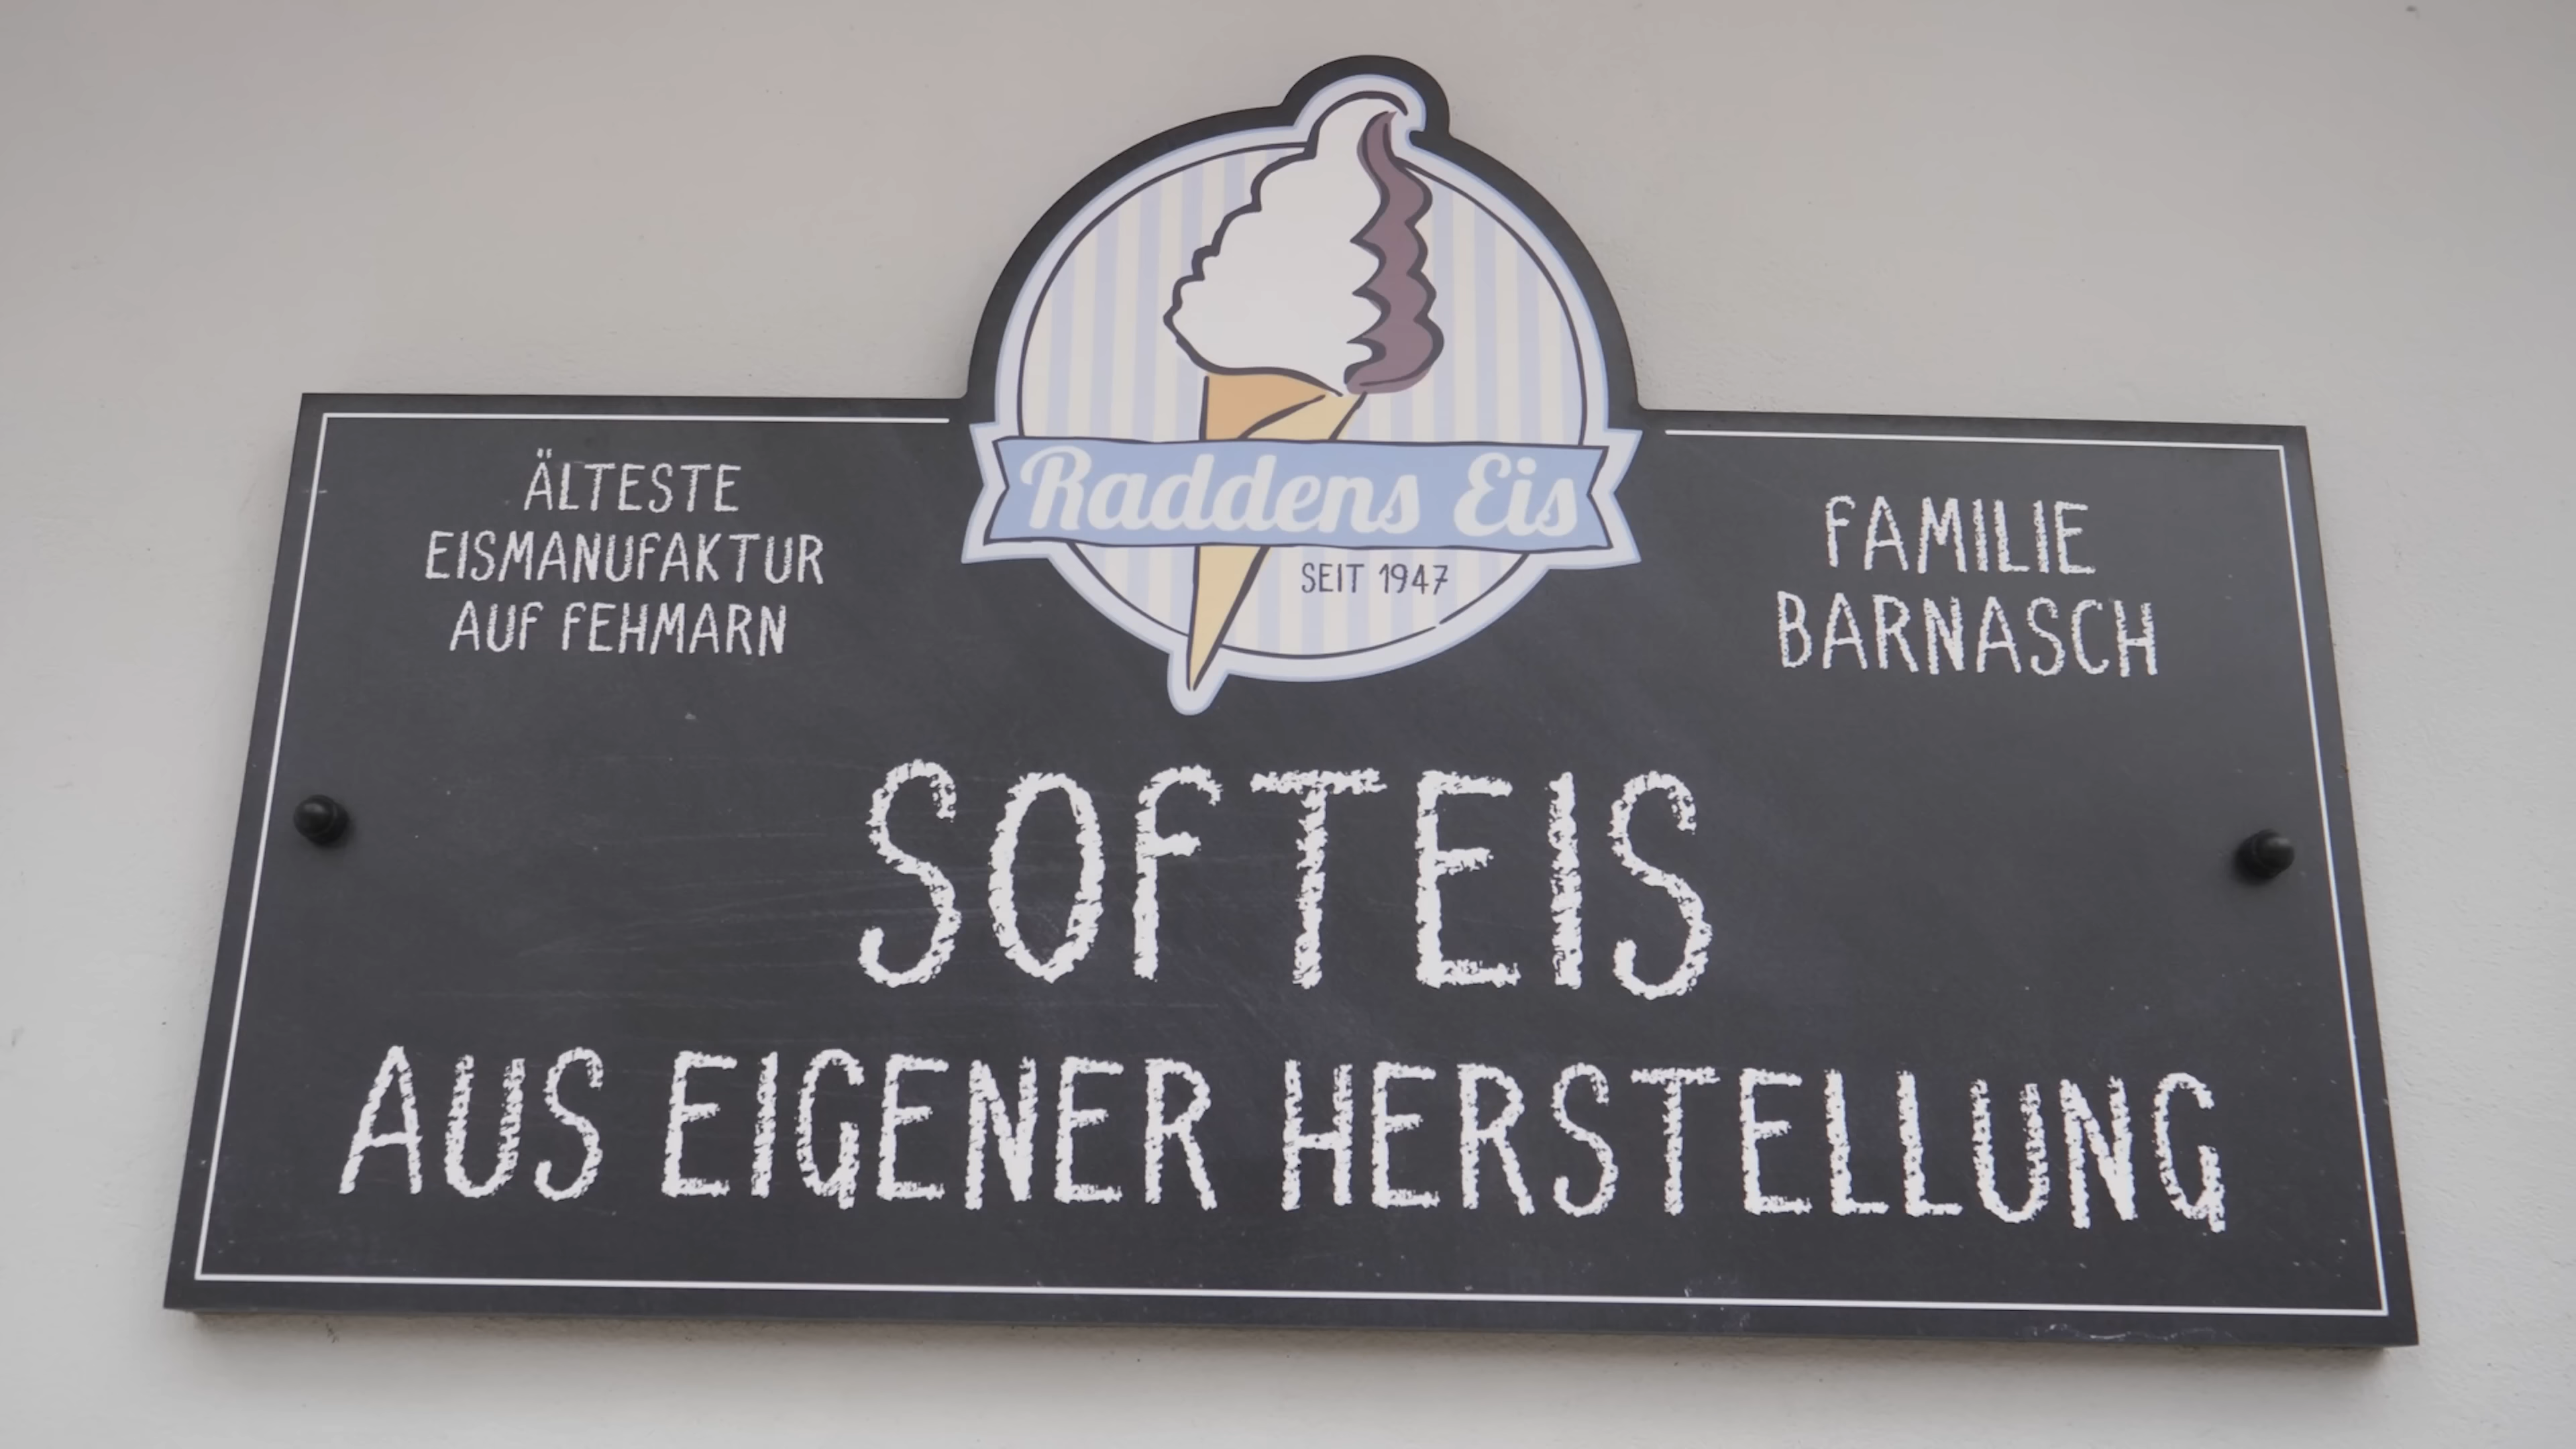 Raddens Eis
SEIT 1947
ÄLTESTE
EISMANUFAKTUR
AUF FEHMARN
FAMILIE
BARNASCH
SOFTEIS
AUS EIGENER HERSTELLUNG